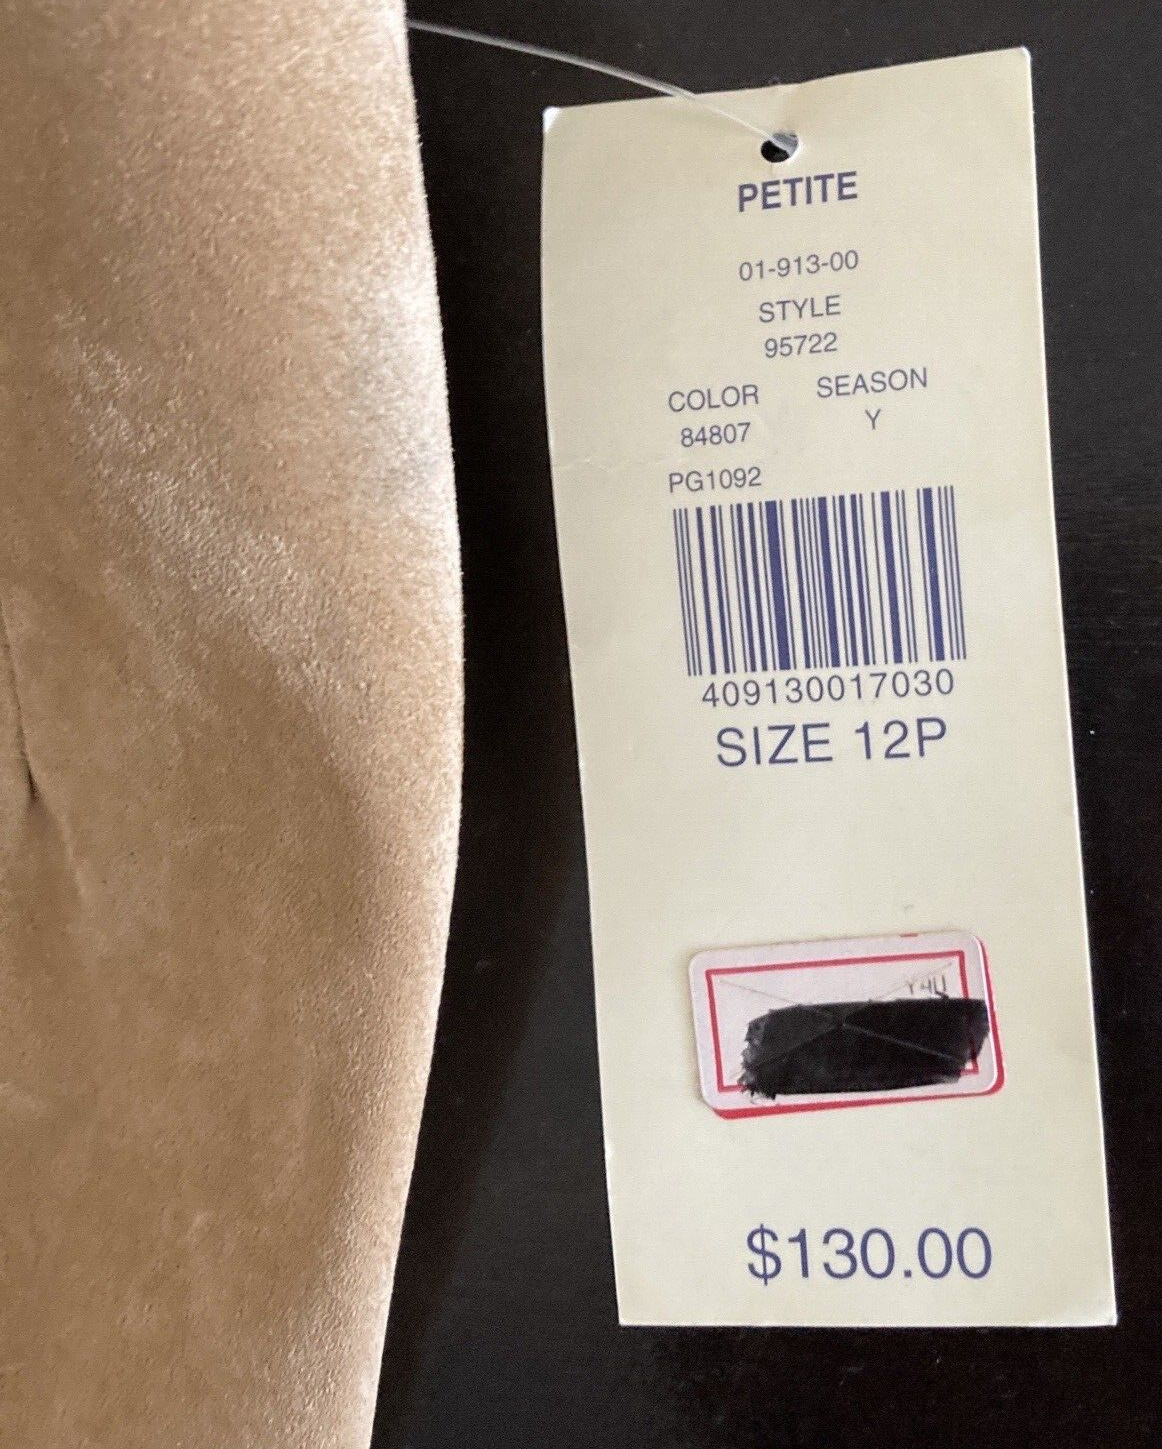 PETITE
01-913-00
STYLE
95722
COLOR SEASON
84807 Y
PG1092
409130017030
SIZE 12P
$130.00